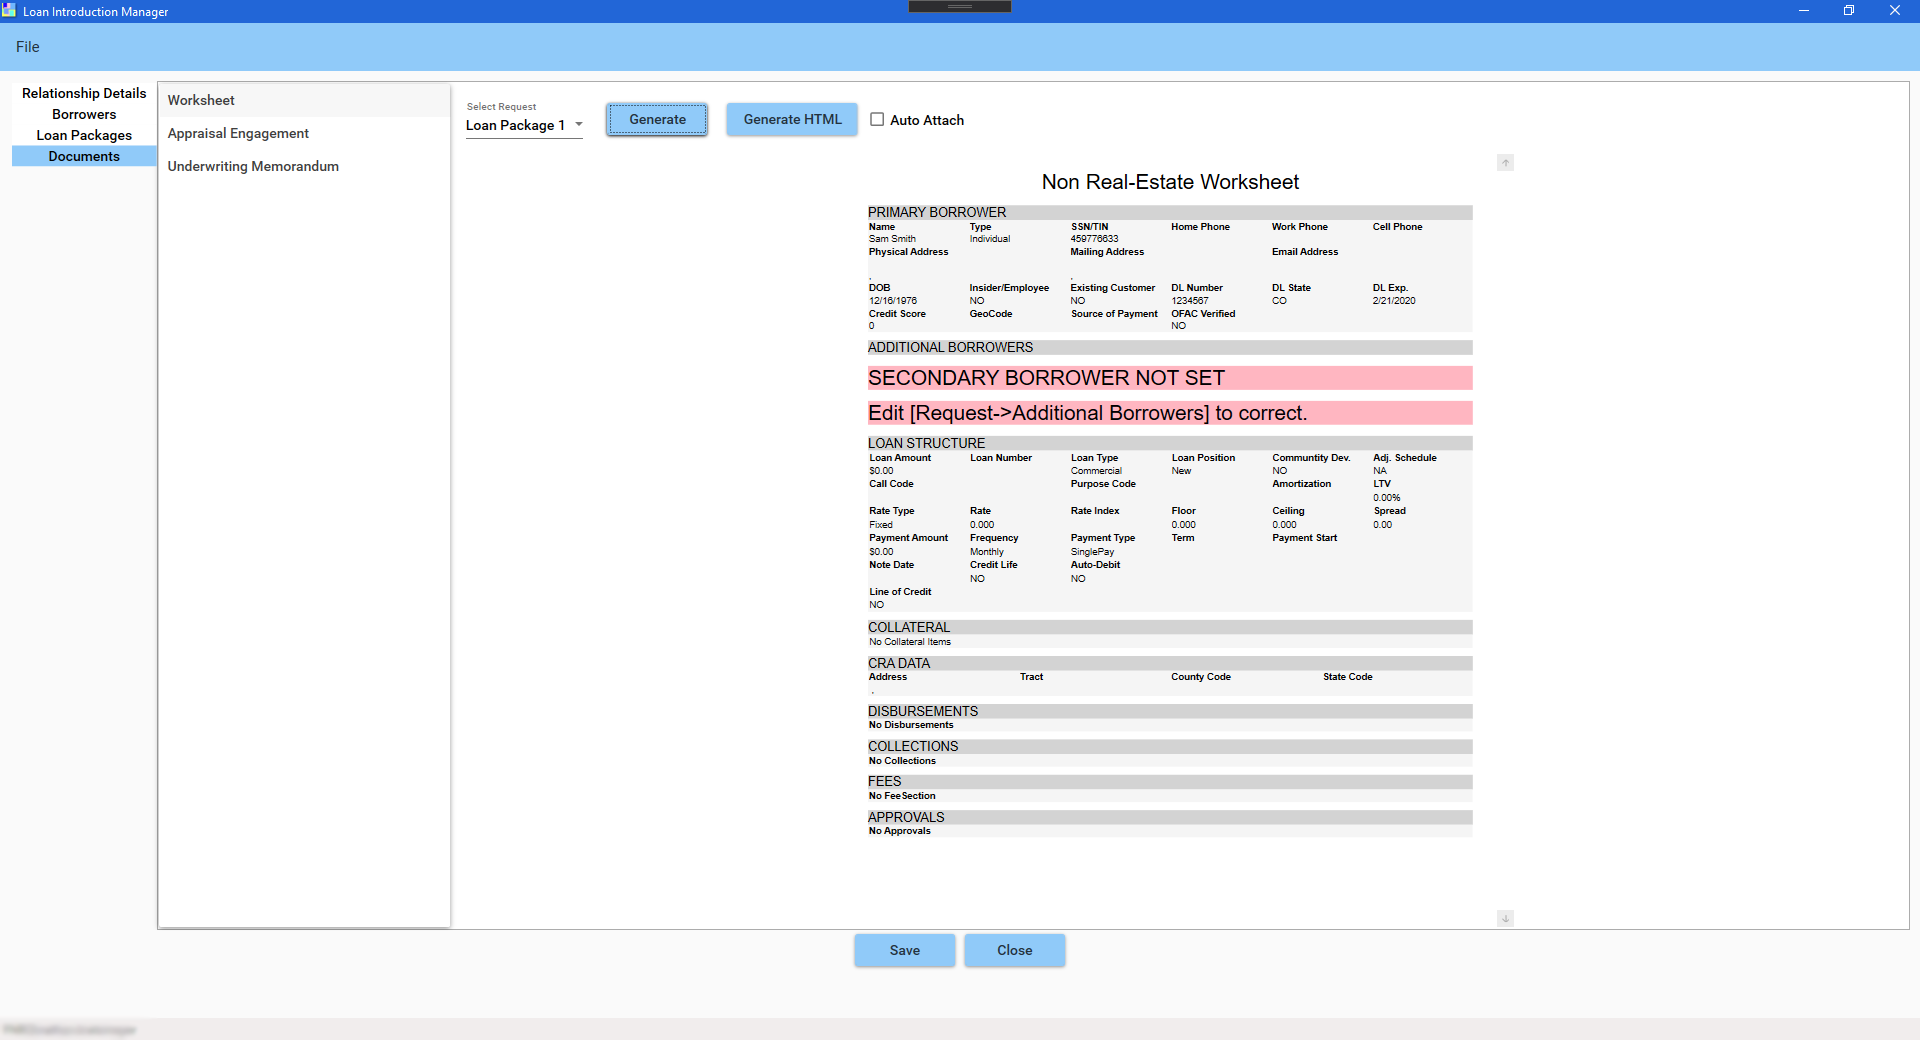 Loan Introduction Manager
File
Relationship Details
Borrowers
Loan Packages
Documents
Worksheet
Appraisal Engagement
Underwriting Memorandum
Select Request
Loan Package 1
Generate
Generate HTML
Auto Attach
Non Real-Estate Worksheet
PRIMARY BORROWER
Name Type SSN/TIN Home Phone Work Phone Cell Phone
Sam Smith Individual 459776633
Physical Address Mailing Address Email Address
, ,
DOB Insider/Employee Existing Customer DL Number DL State DL Exp.
12/16/1976 NO NO 1234567 CO 2/21/2020
Credit Score GeoCode Source of Payment OFAC Verified
0 NO
ADDITIONAL BORROWERS
SECONDARY BORROWER NOT SET
Edit [Request->Additional Borrowers] to correct.
LOAN STRUCTURE
Loan Amount Loan Number Loan Type Loan Position Communtity Dev. Adj. Schedule
$0.00 Commercial New NO NA
Call Code Purpose Code Amortization LTV
0.00%
Rate Type Rate Rate Index Floor Ceiling Spread
Fixed 0.000 0.000 0.000 0.00
Payment Amount Frequency Payment Type Term Payment Start
$0.00 Monthly SinglePay
Note Date Credit Life Auto-Debit
NO NO
Line of Credit
NO
COLLATERAL
No Collateral Items
CRA DATA
Address Tract County Code State Code
,
DISBURSEMENTS
No Disbursements
COLLECTIONS
No Collections
FEES
No FeeSection
APPROVALS
No Approvals
Save
Close